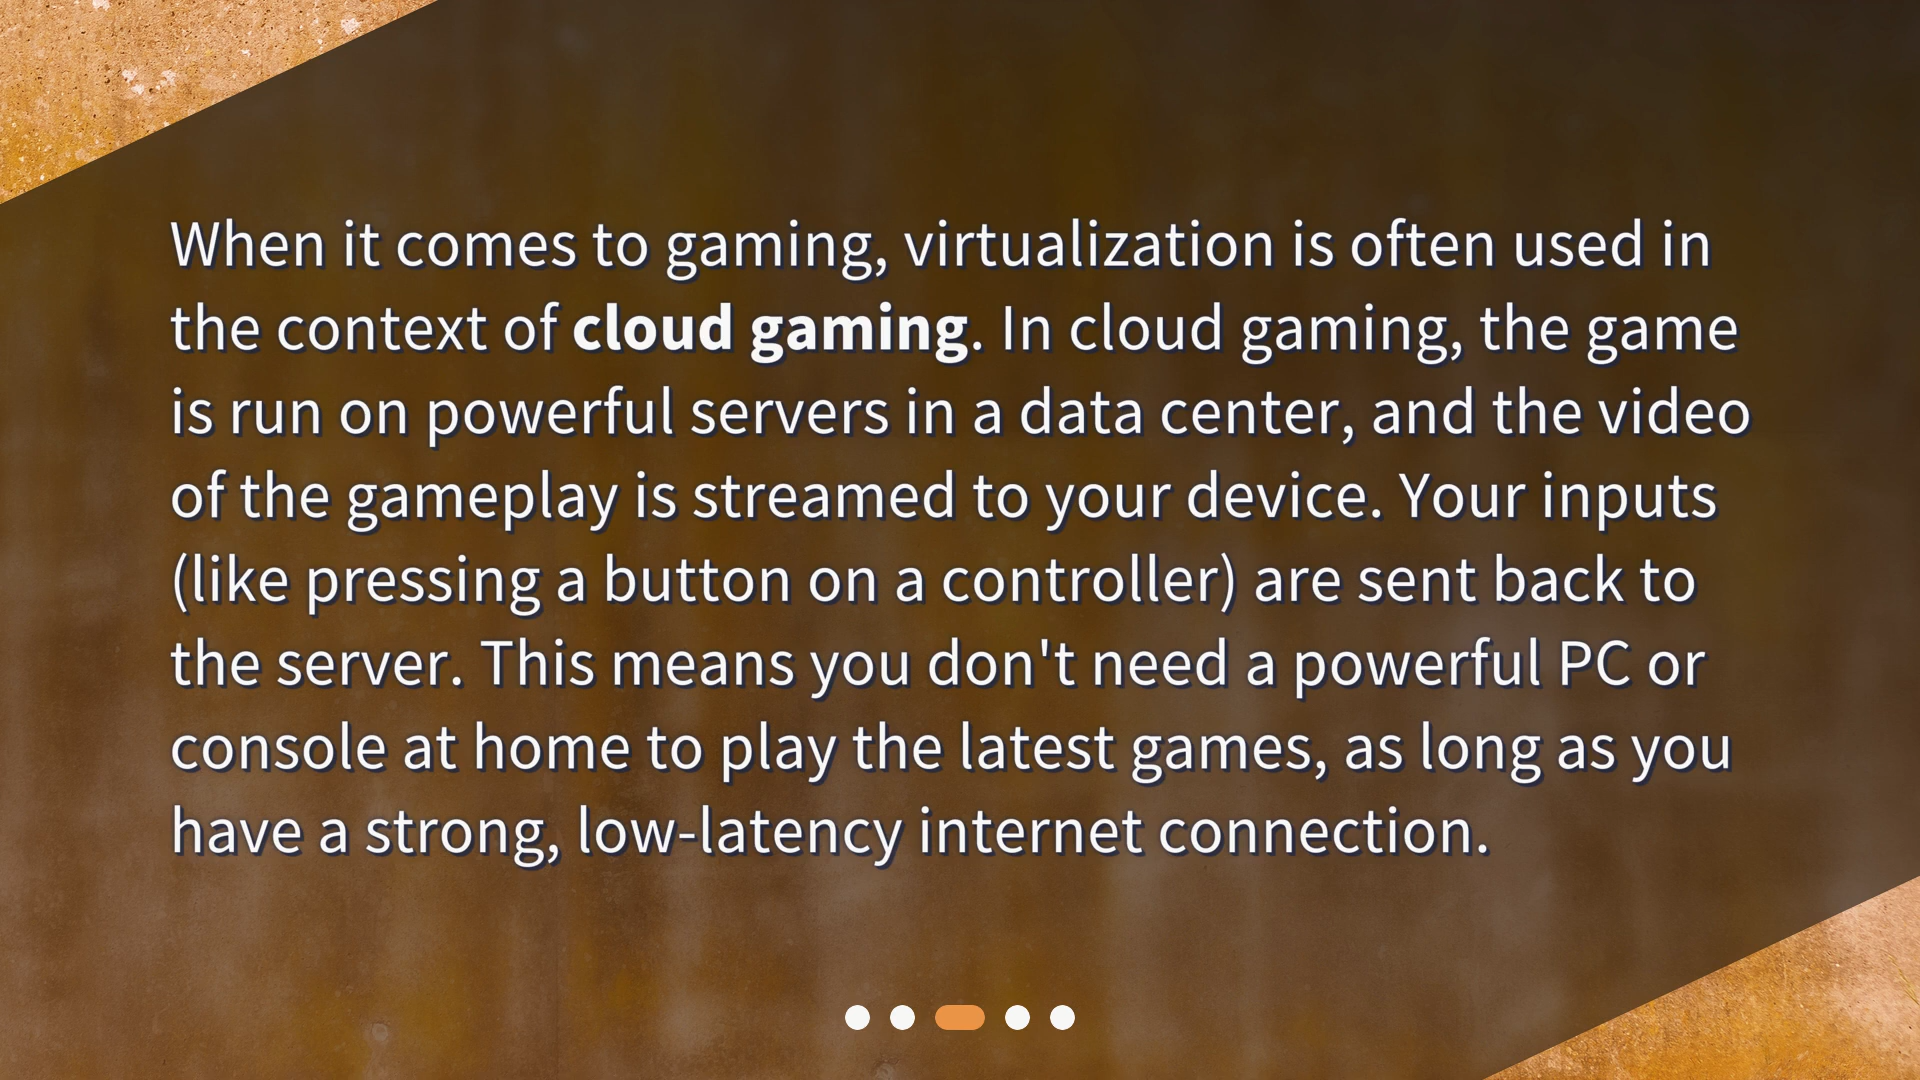 When it comes to gaming, virtualization is often used in
the context of cloud gaming. In cloud gaming, the game
is run on powerful servers in a data center, and the video
of the gameplay is streamed to your device. Your inputs
(like pressing a button on a controller) are sent back to
the server. This means you don't need a powerful PC or
console at home to play the latest games, as long as you
have a strong, low-latency internet connection.